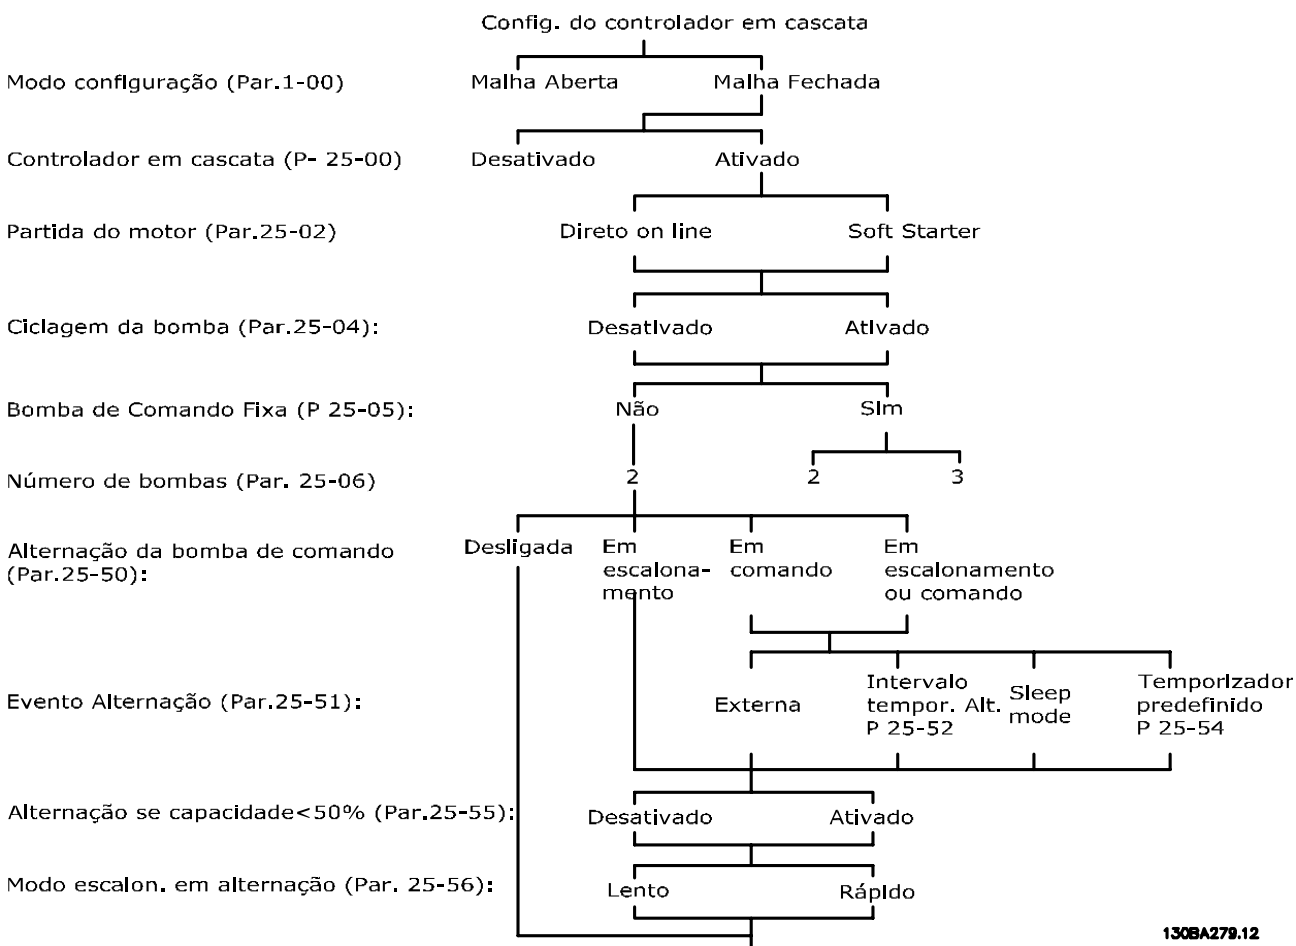 Config. do controlador em cascata
Modo configuração (Par.1-00)
Malha Aberta
Malha Fechada
Controlador em cascata (P- 25-00)
Desativado
Ativado
Partida do motor (Par.25-02)
Direto on line
Soft Starter
Ciclagem da bomba (Par.25-04):
Desativado
Ativado
Bomba de Comando Fixa (P 25-05):
Não
Sim
Número de bombas (Par. 25-06)
2
2
3
Alternação da bomba de comando
(Par.25-50):
Desligada
Em
escalona-
mento
Em
comando
Em
escalonamento
ou comando
Evento Alternação (Par.25-51):
Externa
Intervalo
tempor. Alt.
P 25-52
Sleep
mode
Temporizador
predefinido
P 25-54
Alternação se capacidade<50% (Par.25-55):
Desativado
Ativado
Modo escalon. em alternação (Par. 25-56):
Lento
Rápido
130BA279.12